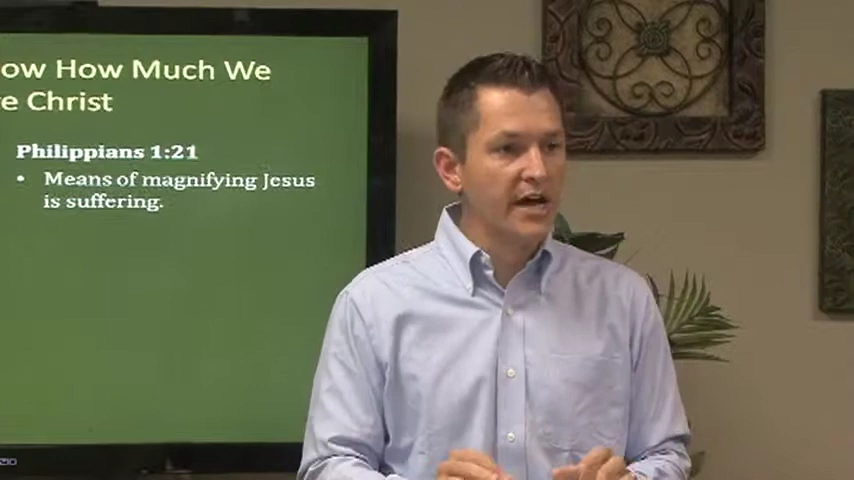 ow How Much We
e Christ
Philippians 1:21
• Means of magnifying Jesus
is suffering.